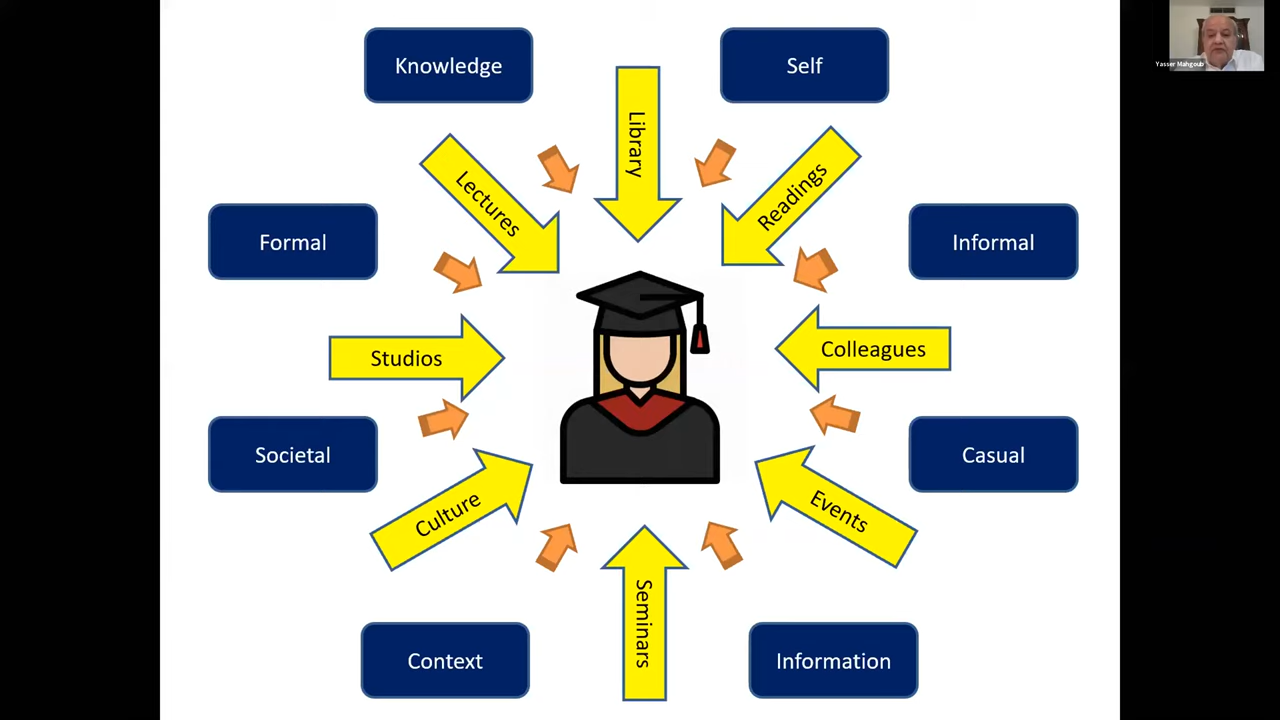 Knowledge
Self
Library
Lectures
Readings
Formal
Informal
Studios
Colleagues
Societal
Casual
Culture
Events
Seminars
Context
Information
Yasser Mahgoub